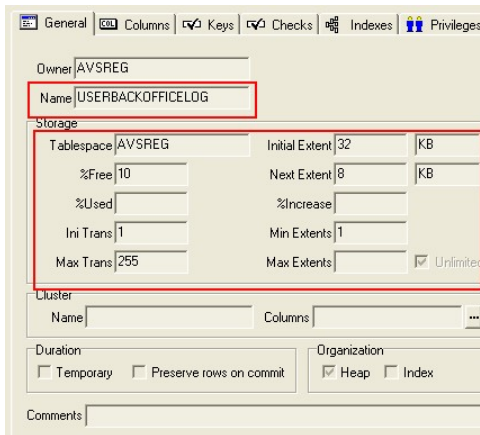 General Columns Keys Checks Indexes Privileges
Owner AVSREG
Name USERBACKOFFICELOG
Storage
Tablespace AVSREG Initial Extent 32 KB
%Free 10 Next Extent 8 KB
%Used %Increase
Ini Trans 1 Min Extents 1
Max Trans 255 Max Extents Unlimited
Cluster
Name Columns ...
Duration Organization
Temporary Preserve rows on commit Heap Index
Comments